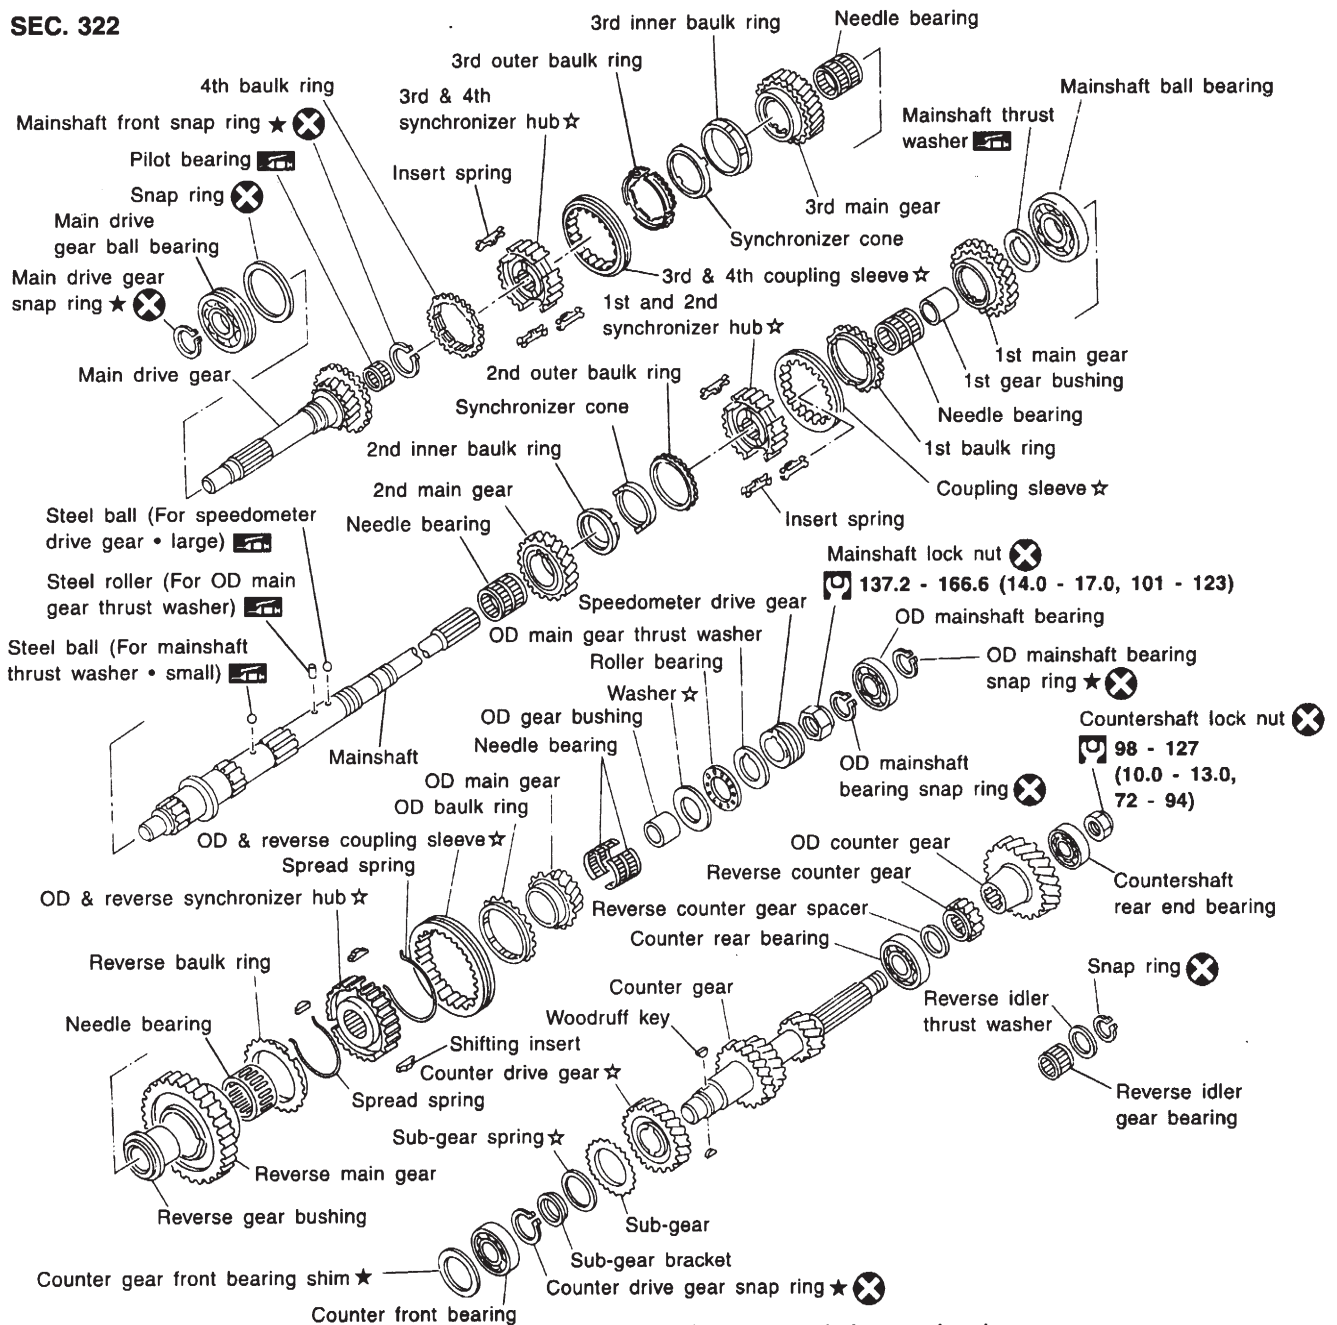 SEC. 322
3rd inner baulk ring
Needle bearing
3rd outer baulk ring
4th baulk ring
3rd & 4th
synchronizer hub☆
Mainshaft ball bearing
Mainshaft front snap ring ★
Mainshaft thrust
washer
Pilot bearing
Insert spring
Snap ring
3rd main gear
Main drive
gear ball bearing
Synchronizer cone
Main drive gear
snap ring ★
3rd & 4th coupling sleeve☆
1st and 2nd
synchronizer hub☆
1st main gear
Main drive gear
2nd outer baulk ring
1st gear bushing
Synchronizer cone
Needle bearing
2nd inner baulk ring
1st baulk ring
2nd main gear
Coupling sleeve☆
Steel ball (For speedometer
drive gear • large)
Needle bearing
Insert spring
Mainshaft lock nut
137.2 - 166.6 (14.0 - 17.0, 101 - 123)
Steel roller (For OD main
gear thrust washer)
Speedometer drive gear
OD mainshaft bearing
OD main gear thrust washer
Steel ball (For mainshaft
thrust washer • small)
Roller bearing
OD mainshaft bearing
snap ring ★
Washer☆
OD gear bushing
Countershaft lock nut
98 - 127
(10.0 - 13.0,
72 - 94)
Needle bearing
Mainshaft
OD mainshaft
bearing snap ring
OD main gear
OD baulk ring
OD & reverse coupling sleeve☆
OD counter gear
Spread spring
Reverse counter gear
Countershaft
rear end bearing
OD & reverse synchronizer hub☆
Reverse counter gear spacer
Counter rear bearing
Reverse baulk ring
Snap ring
Counter gear
Reverse idler
thrust washer
Needle bearing
Woodruff key
Shifting insert
Counter drive gear☆
Reverse idler
gear bearing
Spread spring
Sub-gear spring☆
Reverse main gear
Reverse gear bushing
Sub-gear
Sub-gear bracket
Counter gear front bearing shim★
Counter drive gear snap ring ★
Counter front bearing